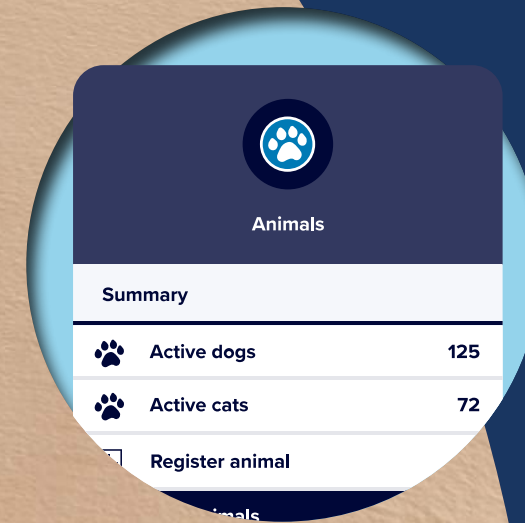 Animals
Summary
Active dogs 125
Active cats 72
Register animal